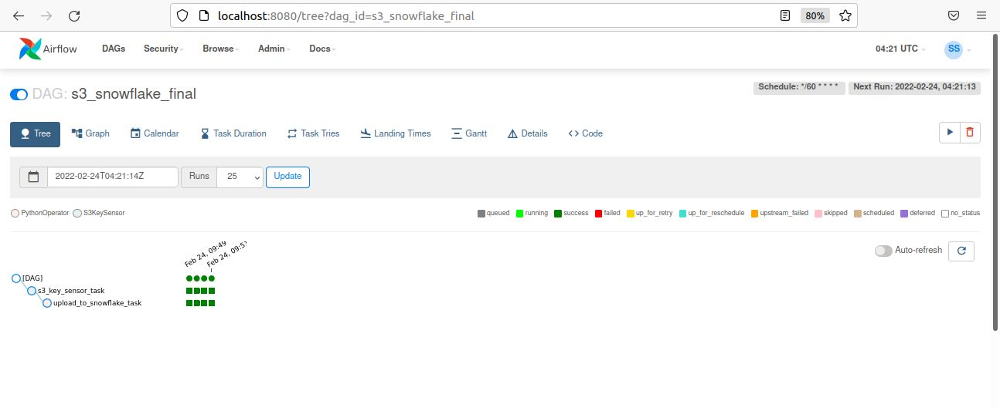 localhost:8080/tree?dag_id=s3_snowflake_final
80%
Airflow
DAGs
Security
Browse
Admin
Docs
04:21 UTC
SS
DAG: s3_snowflake_final
Schedule: */60 * * * *
Next Run: 2022-02-24, 04:21:13
Tree
Graph
Calendar
Task Duration
Task Tries
Landing Times
Gantt
Details
<> Code
2022-02-24T04:21:14Z
Runs
25
Update
PythonOperator
S3KeySensor
queued
running
success
failed
up_for_retry
up_for_reschedule
upstream_failed
skipped
scheduled
deferred
no_status
Feb 24, 09:49
Feb 24,
Auto-refresh
[DAG]
s3_key_sensor_task
upload_to_snowflake_task